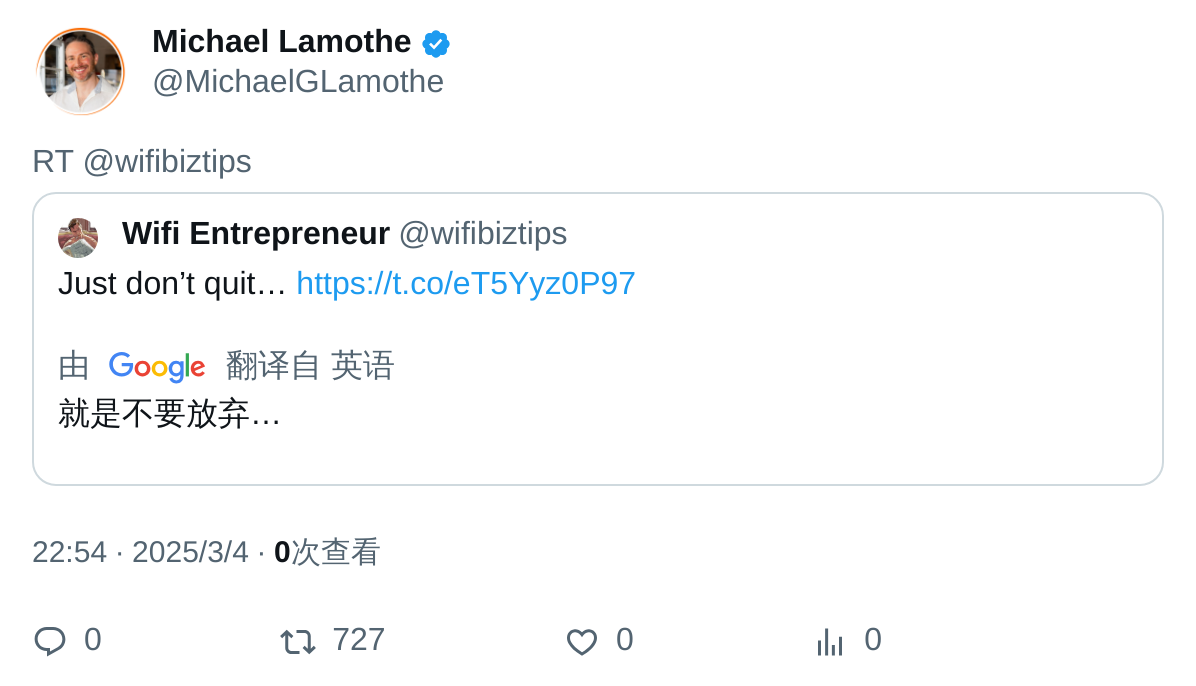 Michael Lamothe
@MichaelGLamothe
RT @wifibiztips
Wifi Entrepreneur @wifibiztips
Just don’t quit… https://t.co/eT5Yyz0P97
由 Google 翻译自 英语
就是不要放弃…
22:54 · 2025/3/4 · 0次查看
0 727 0 0